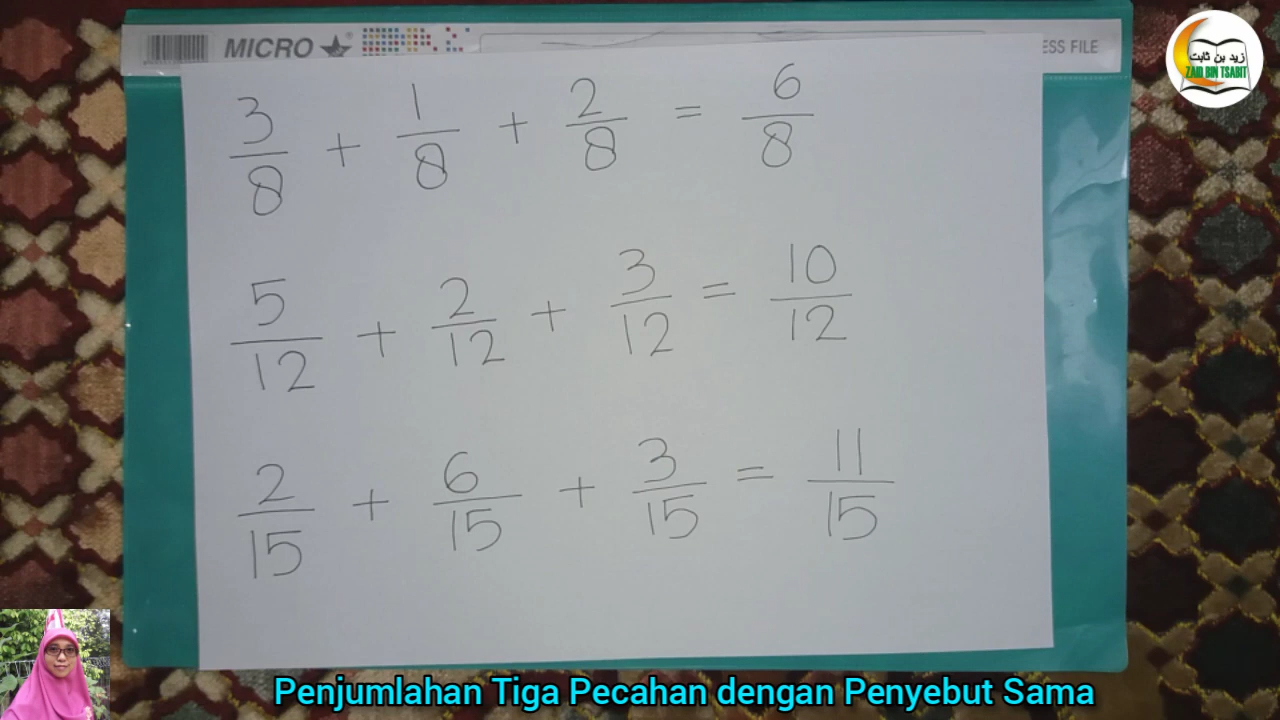 MICRO
ESS FILE
زيد بن ثابت
ZAID BIN TSABIT
3/8 + 1/8 + 2/8 = 6/8
5/12 + 2/12 + 3/12 = 10/12
2/15 + 6/15 + 3/15 = 11/15
Penjumlahan Tiga Pecahan dengan Penyebut Sama